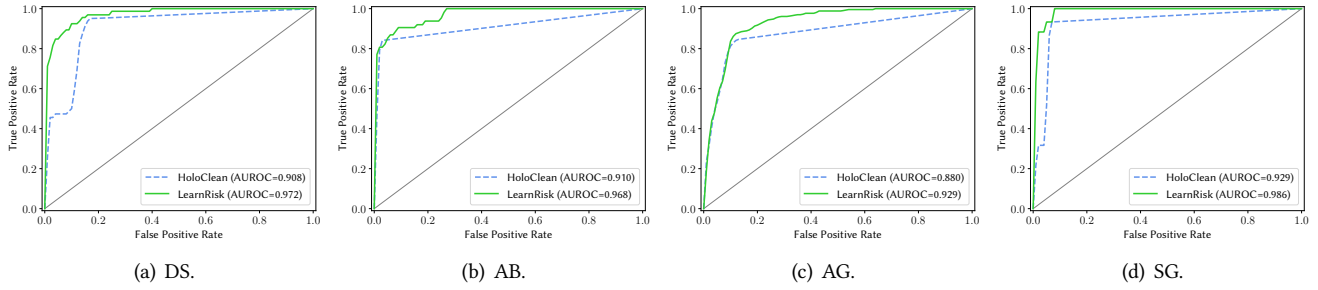 1.0
0.8
0.6
0.4
0.2
0.0
True Positive Rate
HoloClean (AUROC=0.908)
LearnRisk (AUROC=0.972)
0.0 0.2 0.4 0.6 0.8 1.0
False Positive Rate
(a) DS.
1.0
0.8
0.6
0.4
0.2
0.0
True Positive Rate
HoloClean (AUROC=0.910)
LearnRisk (AUROC=0.968)
0.0 0.2 0.4 0.6 0.8 1.0
False Positive Rate
(b) AB.
1.0
0.8
0.6
0.4
0.2
0.0
True Positive Rate
HoloClean (AUROC=0.880)
LearnRisk (AUROC=0.929)
0.0 0.2 0.4 0.6 0.8 1.0
False Positive Rate
(c) AG.
1.0
0.8
0.6
0.4
0.2
0.0
True Positive Rate
HoloClean (AUROC=0.929)
LearnRisk (AUROC=0.986)
0.0 0.2 0.4 0.6 0.8 1.0
False Positive Rate
(d) SG.